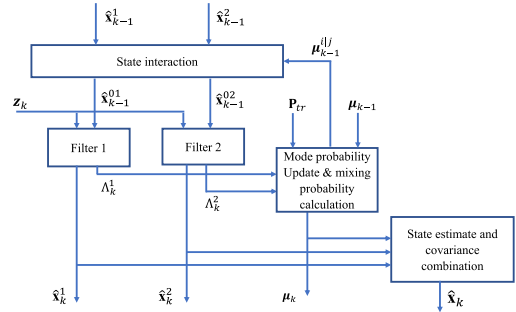 x̂¹ₖ₋₁ x̂²ₖ₋₁
State interaction
μⁱ|ʲₖ₋₁
x̂⁰¹ₖ₋₁ x̂⁰²ₖ₋₁
zₖ
P_tr μₖ₋₁
Filter 1 Filter 2
Mode probability
Update & mixing
probability
calculation
Λ¹ₖ
Λ²ₖ
State estimate and
covariance
combination
x̂¹ₖ x̂²ₖ μₖ x̂ₖ